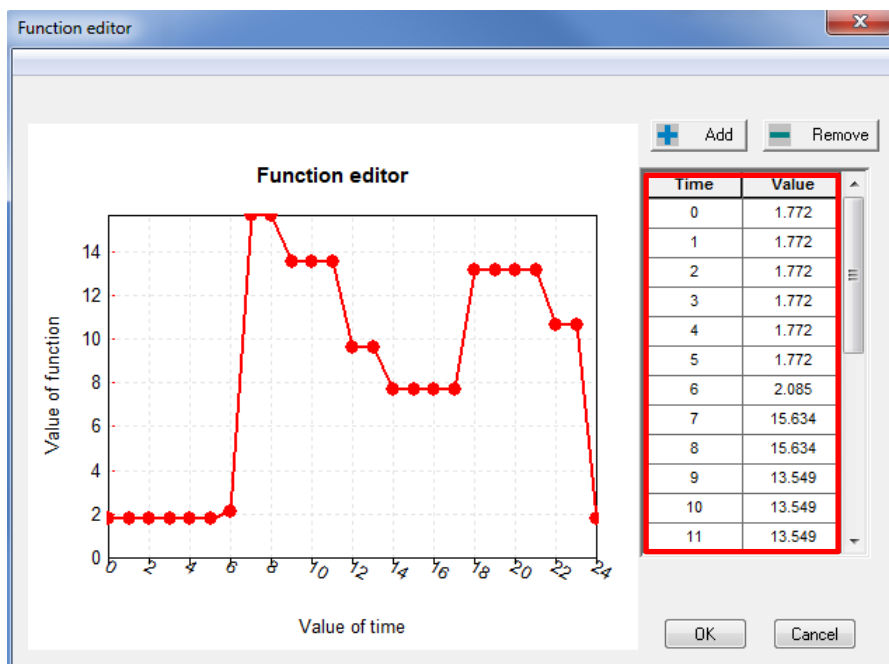 Function editor
x
Add
Remove
Function editor
Value of function
14
12
10
8
6
4
2
0
0 2 4 6 8 10 12 14 16 18 20 22 24
Value of time
Time Value
0 1.772
1 1.772
2 1.772
3 1.772
4 1.772
5 1.772
6 2.085
7 15.634
8 15.634
9 13.549
10 13.549
11 13.549
OK
Cancel